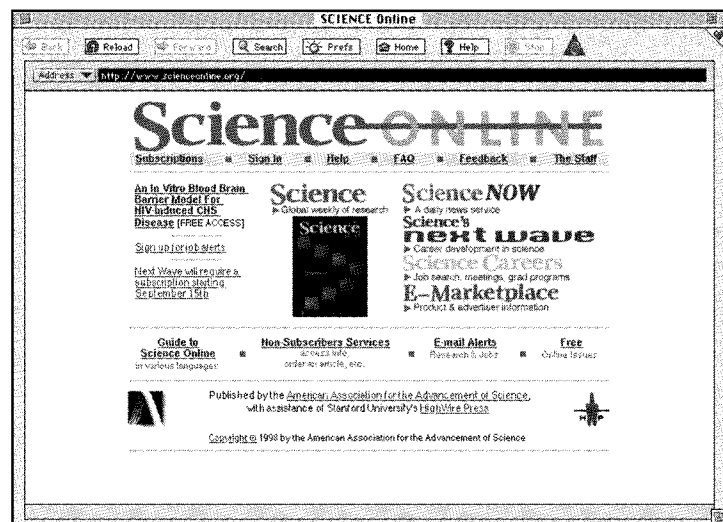 SCIENCE Online
Back Reload Forward Search Prefs Home Help Stop
Address http://www.scienceonline.org/
Science ONLINE
Subscriptions Sign In Help FAQ Feedback The Staff
An In Vitro Blood Brain
Barrier Model For
HIV-Induced CNS
Disease [FREE ACCESS]
Sign up for job alerts
Next Wave will require a
subscription starting
September 15th
Science
Global weekly of research
Science
ScienceNOW
A daily news service
Science's
next wave
Career development in science
Science Careers
Job search, meetings, grad programs
E-Marketplace
Product & advertiser information
Guide to
Science Online
in various languages
Non-Subscribers Services
access info,
order an article, etc.
E-mail Alerts
Research & Jobs
Free
Online Issues
Published by the American Association for the Advancement of Science,
with assistance of Stanford University's HighWire Press
H P
Copyright © 1998 by the American Association for the Advancement of Science